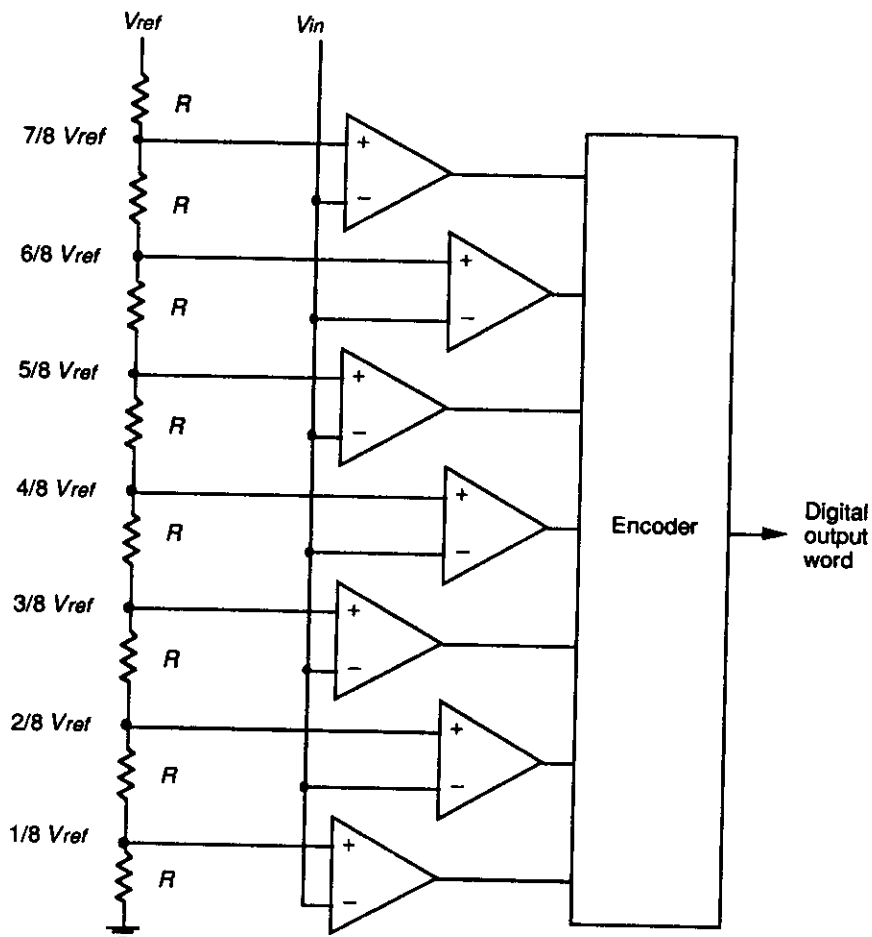 Vref
Vin
R
7/8 Vref
+
−
R
6/8 Vref
+
−
R
5/8 Vref
+
−
R
4/8 Vref
+
−
R
Encoder
Digital
output
word
3/8 Vref
+
−
R
2/8 Vref
+
−
R
1/8 Vref
+
−
R